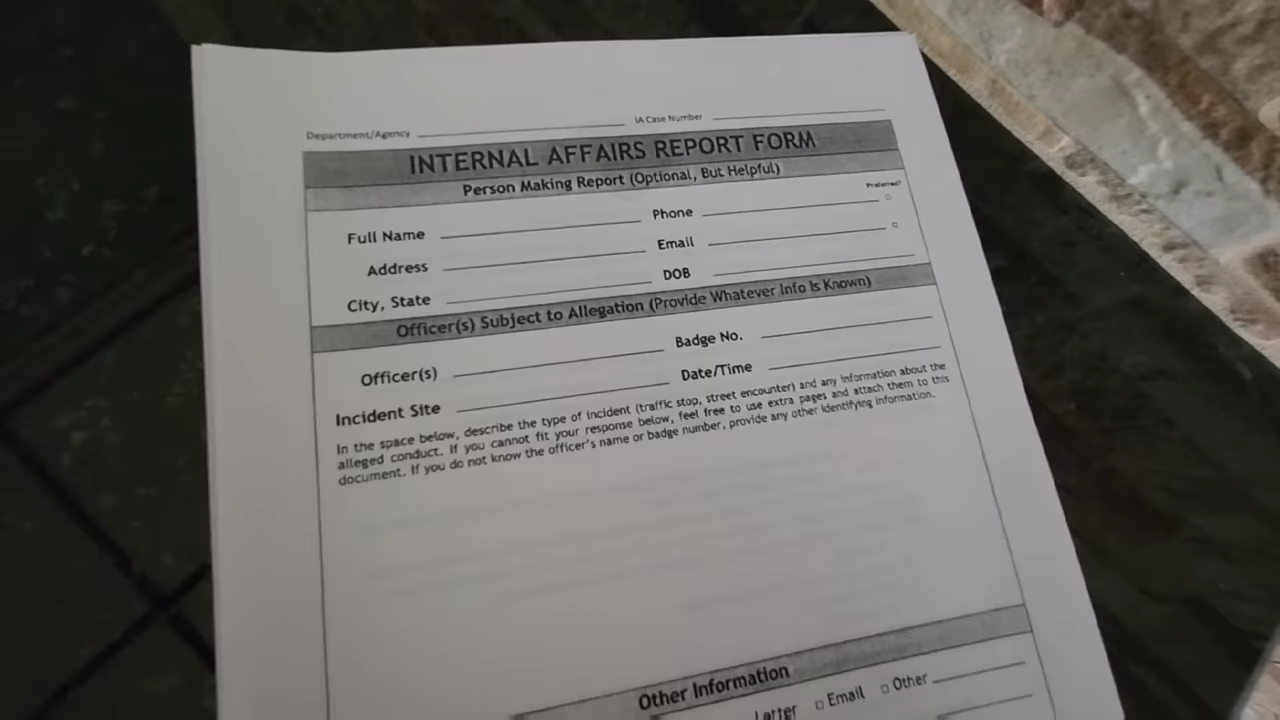 Department/Agency IA Case Number
INTERNAL AFFAIRS REPORT FORM
Person Making Report (Optional, But Helpful)
Preferred?
Full Name Phone
Address Email
City, State DOB
Officer(s) Subject to Allegation (Provide Whatever Info Is Known)
Officer(s) Badge No.
Incident Site Date/Time
In the space below, describe the type of incident (traffic stop, street encounter) and any information about the
alleged conduct. If you cannot fit your response below, feel free to use extra pages and attach them to this
document. If you do not know the officer's name or badge number, provide any other identifying information.
Other Information
Letter □ Email □ Other